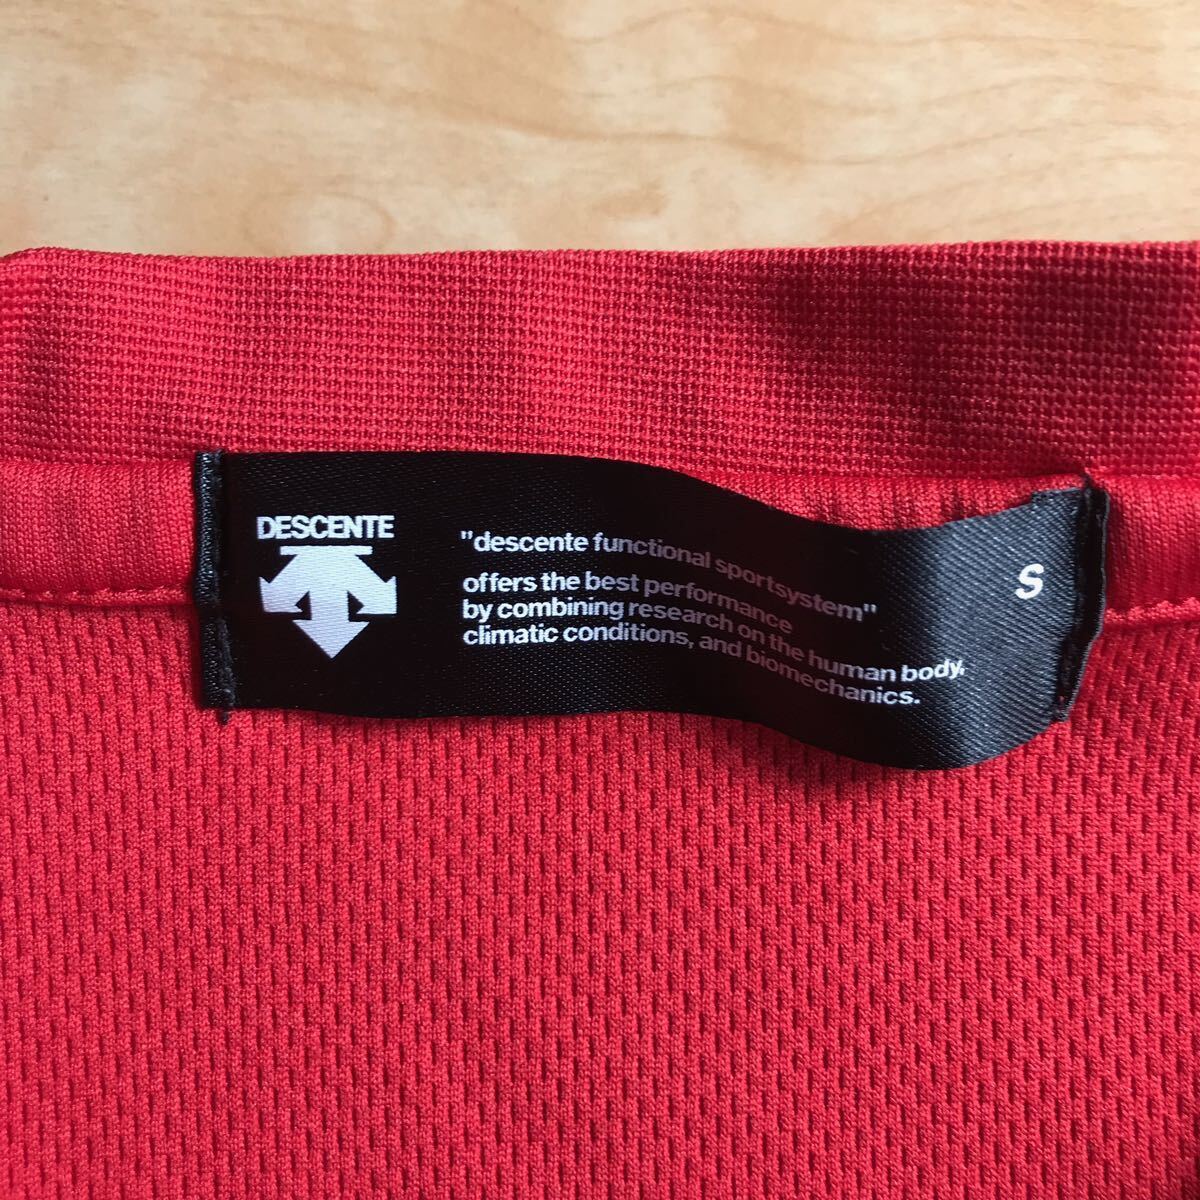 DESCENTE
"descente functional sportsystem"
offers the best performance
by combining research on the human body,
climatic conditions, and biomechanics.
S